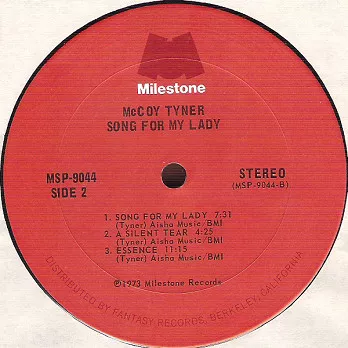 Milestone
McCOY TYNER
SONG FOR MY LADY
MSP-9044
SIDE 2
STEREO
(MSP-9044-B)
1. SONG FOR MY LADY 7:31
(Tyner) Aisha Music/BMI
2. A SILENT TEAR 4:25
(Tyner) Aisha Music/BMI
3. ESSENCE 11:15
(Tyner) Aisha Music/BMI
Ⓟ1973 Milestone Records
DISTRIBUTED BY FANTASY RECORDS, BERKELEY, CALIFORNIA